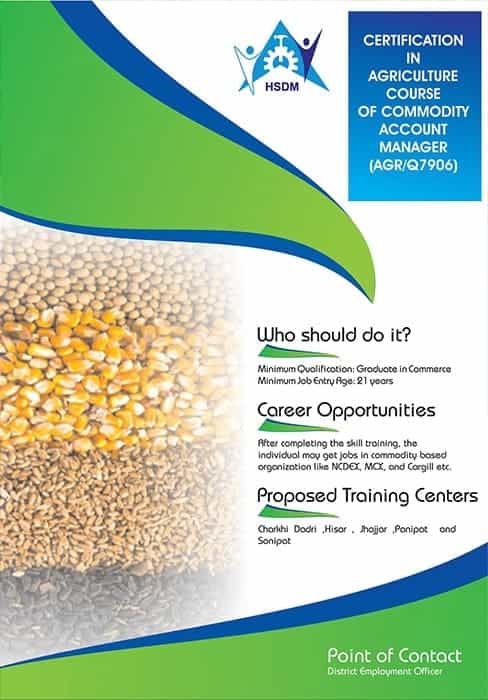 HSDM
CERTIFICATION
IN
AGRICULTURE
COURSE
OF COMMODITY
ACCOUNT
MANAGER
(AGR/Q7906)
Who should do it?
Minimum Qualification: Graduate in Commerce
Minimum Job Entry Age: 21 years
Career Opportunities
After completing the skill training, the
individual may get jobs in commodity based
organization like NCDEX, MCX, and Cargill etc.
Proposed Training Centers
Charkhi Dadri ,Hisar , Jhajjar ,Panipat and
Sonipat
Point of Contact
District Employment Officer